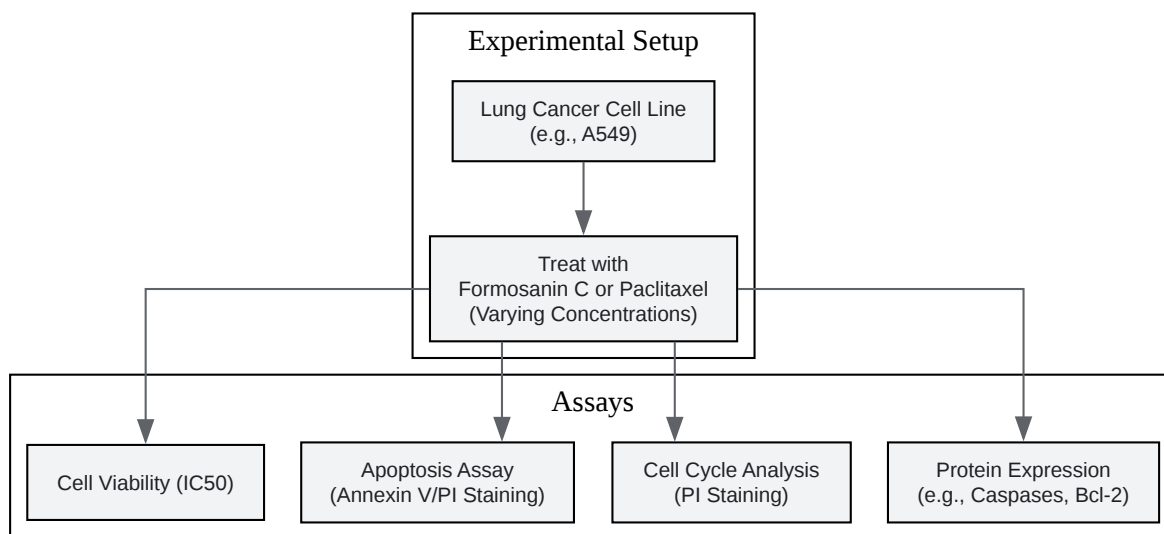 Experimental Setup
Lung Cancer Cell Line
(e.g., A549)
Treat with
Formosanin C or Paclitaxel
(Varying Concentrations)
Assays
Cell Viability (IC50)
Apoptosis Assay
(Annexin V/PI Staining)
Cell Cycle Analysis
(PI Staining)
Protein Expression
(e.g., Caspases, Bcl-2)